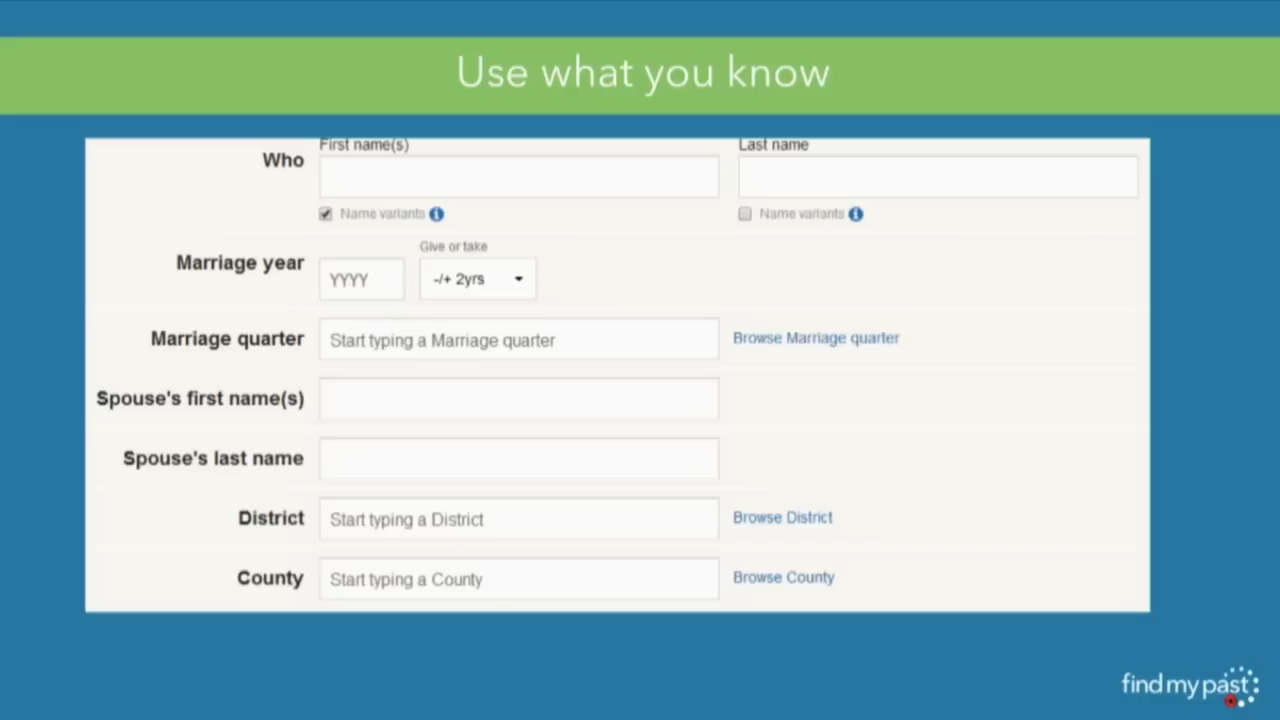 Use what you know
First name(s) Last name
Who
Name variants Name variants
Give or take
Marriage year
YYYY -/+ 2yrs
Marriage quarter Start typing a Marriage quarter Browse Marriage quarter
Spouse's first name(s)
Spouse's last name
District Start typing a District Browse District
County Start typing a County Browse County
findmypast